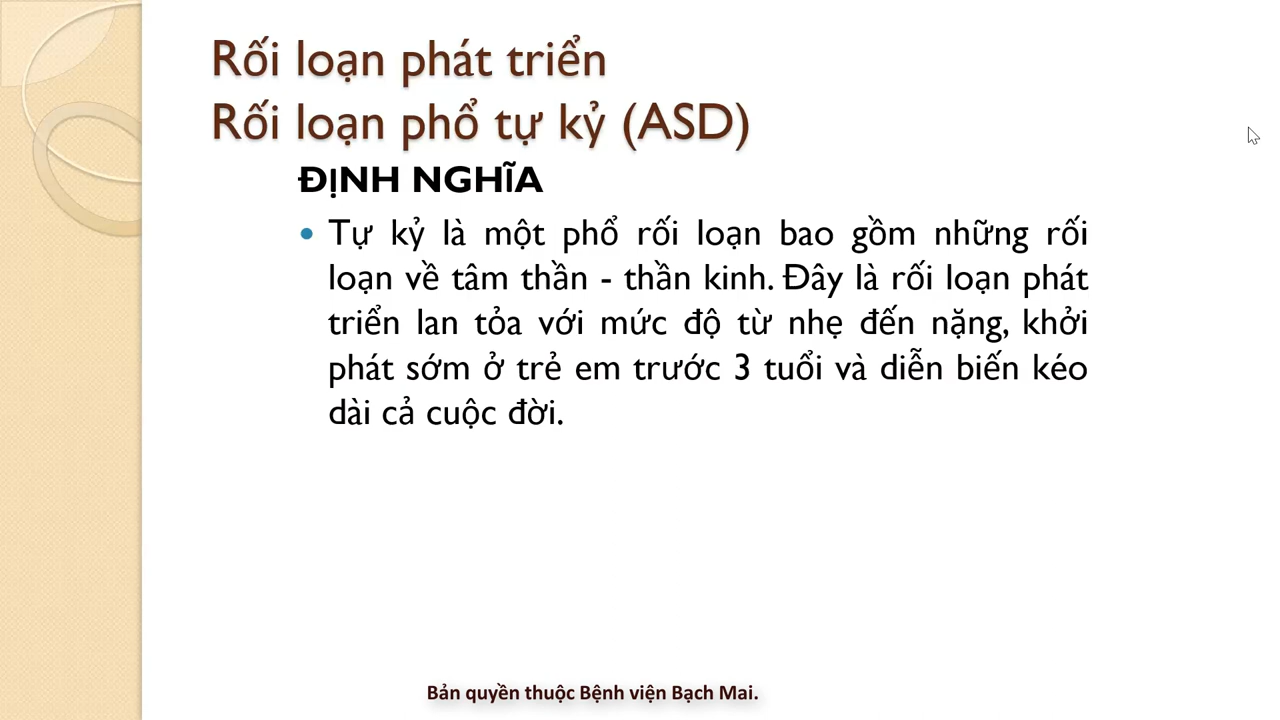 Rối loạn phát triển
Rối loạn phổ tự kỷ (ASD)
ĐỊNH NGHĨA
• Tự kỷ là một phổ rối loạn bao gồm những rối
loạn về tâm thần - thần kinh. Đây là rối loạn phát
triển lan tỏa với mức độ từ nhẹ đến nặng, khởi
phát sớm ở trẻ em trước 3 tuổi và diễn biến kéo
dài cả cuộc đời.
Bản quyền thuộc Bệnh viện Bạch Mai.